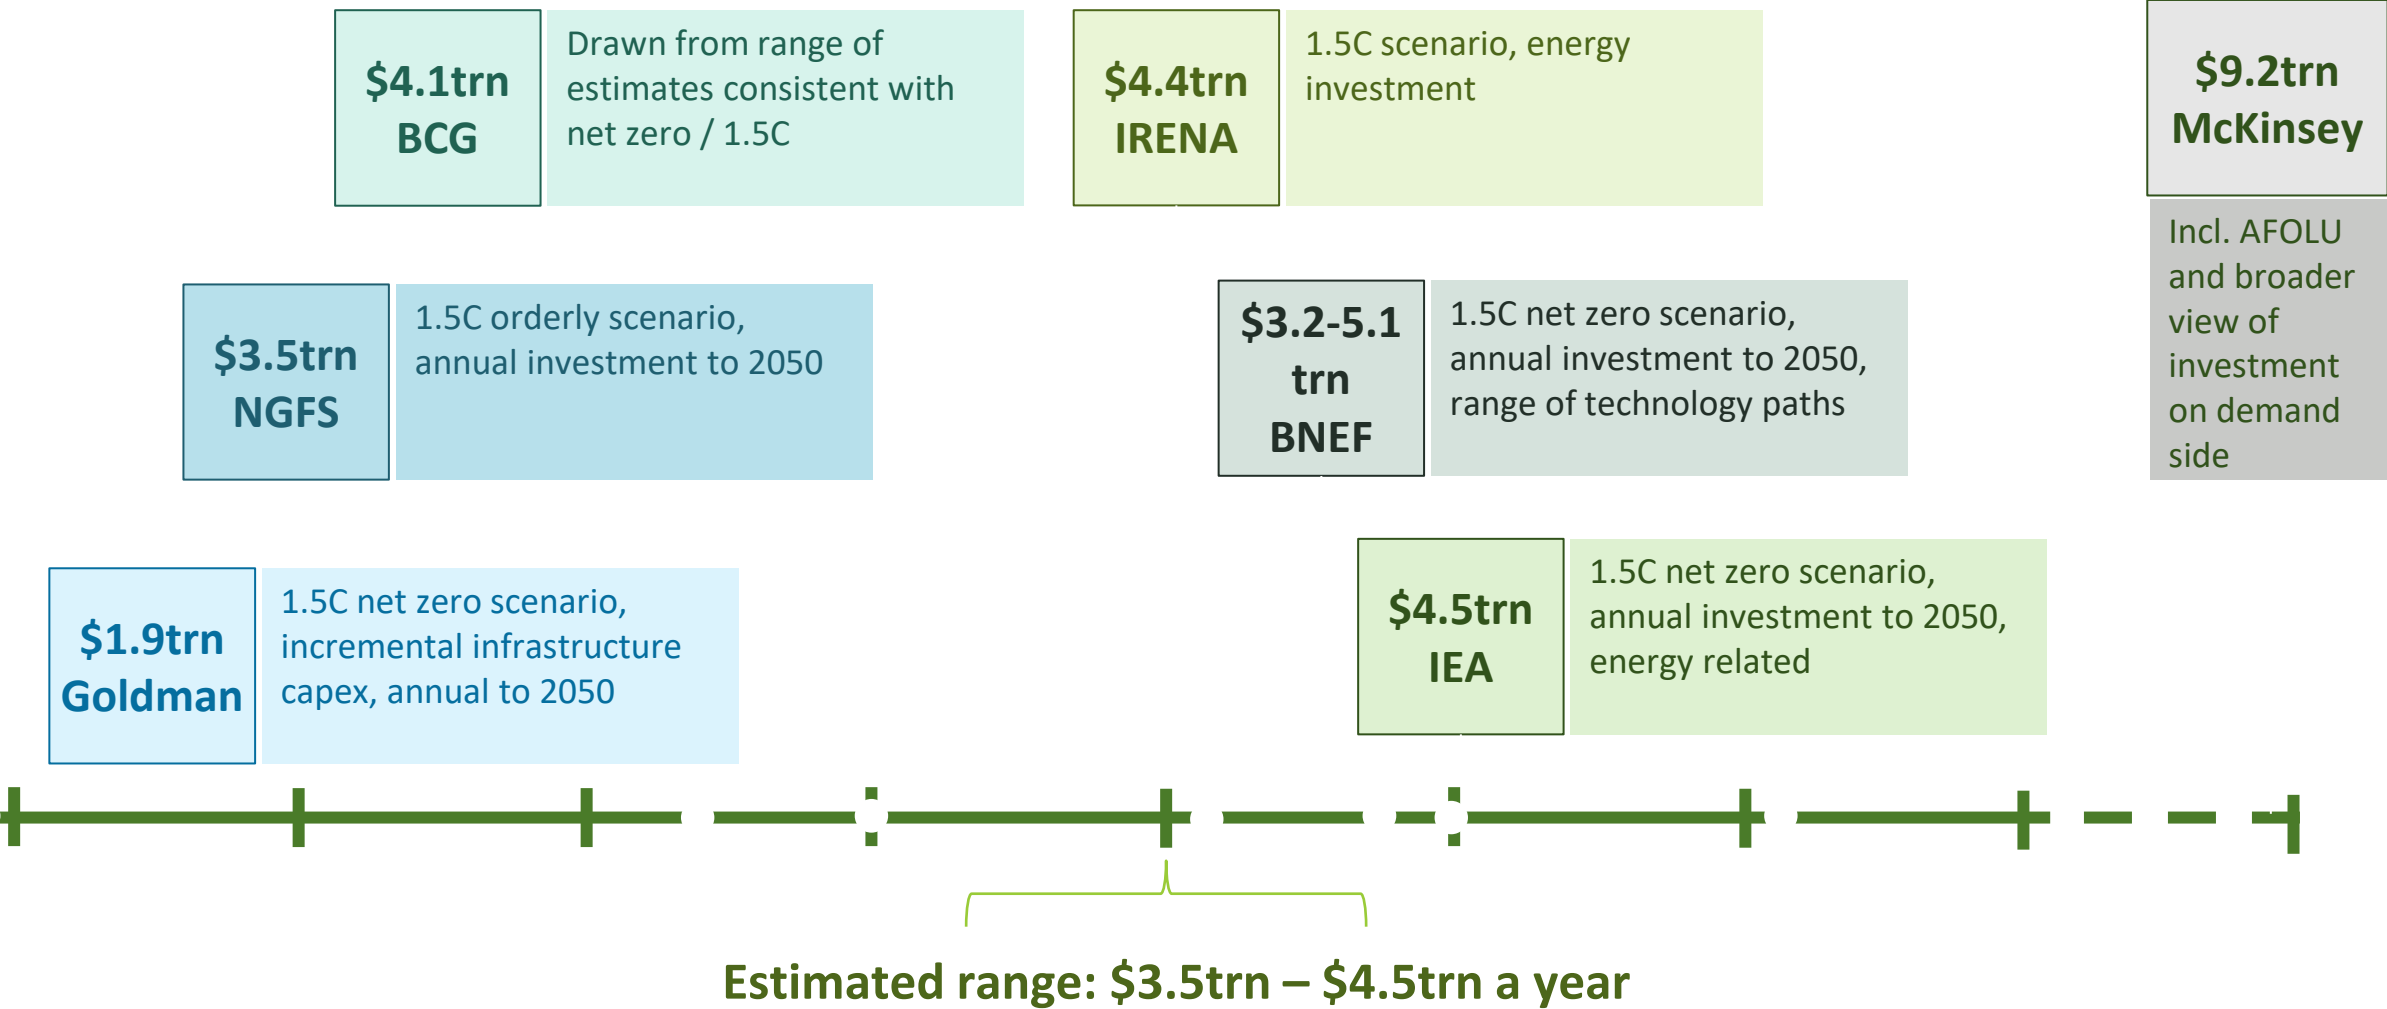 $4.1trn
BCG
Drawn from range of
estimates consistent with
net zero / 1.5C
$4.4trn
IRENA
1.5C scenario, energy
investment
$9.2trn
McKinsey
Incl. AFOLU
and broader
view of
investment
on demand
side
$3.5trn
NGFS
1.5C orderly scenario,
annual investment to 2050
$3.2-5.1
trn
BNEF
1.5C net zero scenario,
annual investment to 2050,
range of technology paths
$1.9trn
Goldman
1.5C net zero scenario,
incremental infrastructure
capex, annual to 2050
$4.5trn
IEA
1.5C net zero scenario,
annual investment to 2050,
energy related
Estimated range: $3.5trn – $4.5trn a year